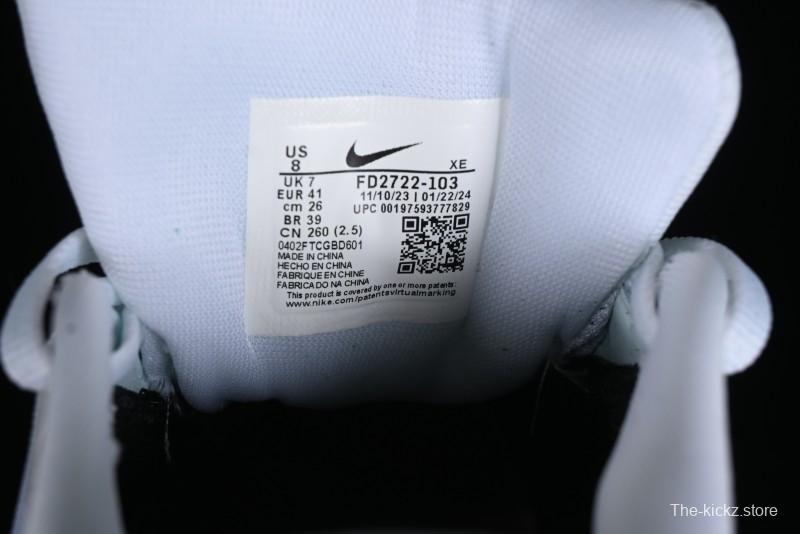 US
8
XE
UK 7
FD2722-103
EUR 41
11/10/23 | 01/22/24
cm 26
UPC 00197593777829
BR 39
CN 260 (2.5)
0402FTCGBD601
MADE IN CHINA
HECHO EN CHINA
FABRIQUE EN CHINE
FABRICADO NA CHINA
This product is covered by one or more patents:
www.nike.com/patentsvirtualmarking
The-kickz.store